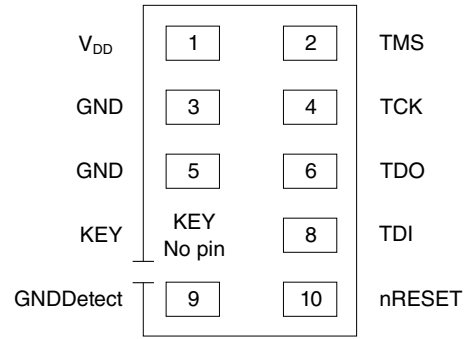 V_DD 1 2 TMS
GND 3 4 TCK
GND 5 6 TDO
KEY KEY 8 TDI
No pin
GNDDetect 9 10 nRESET